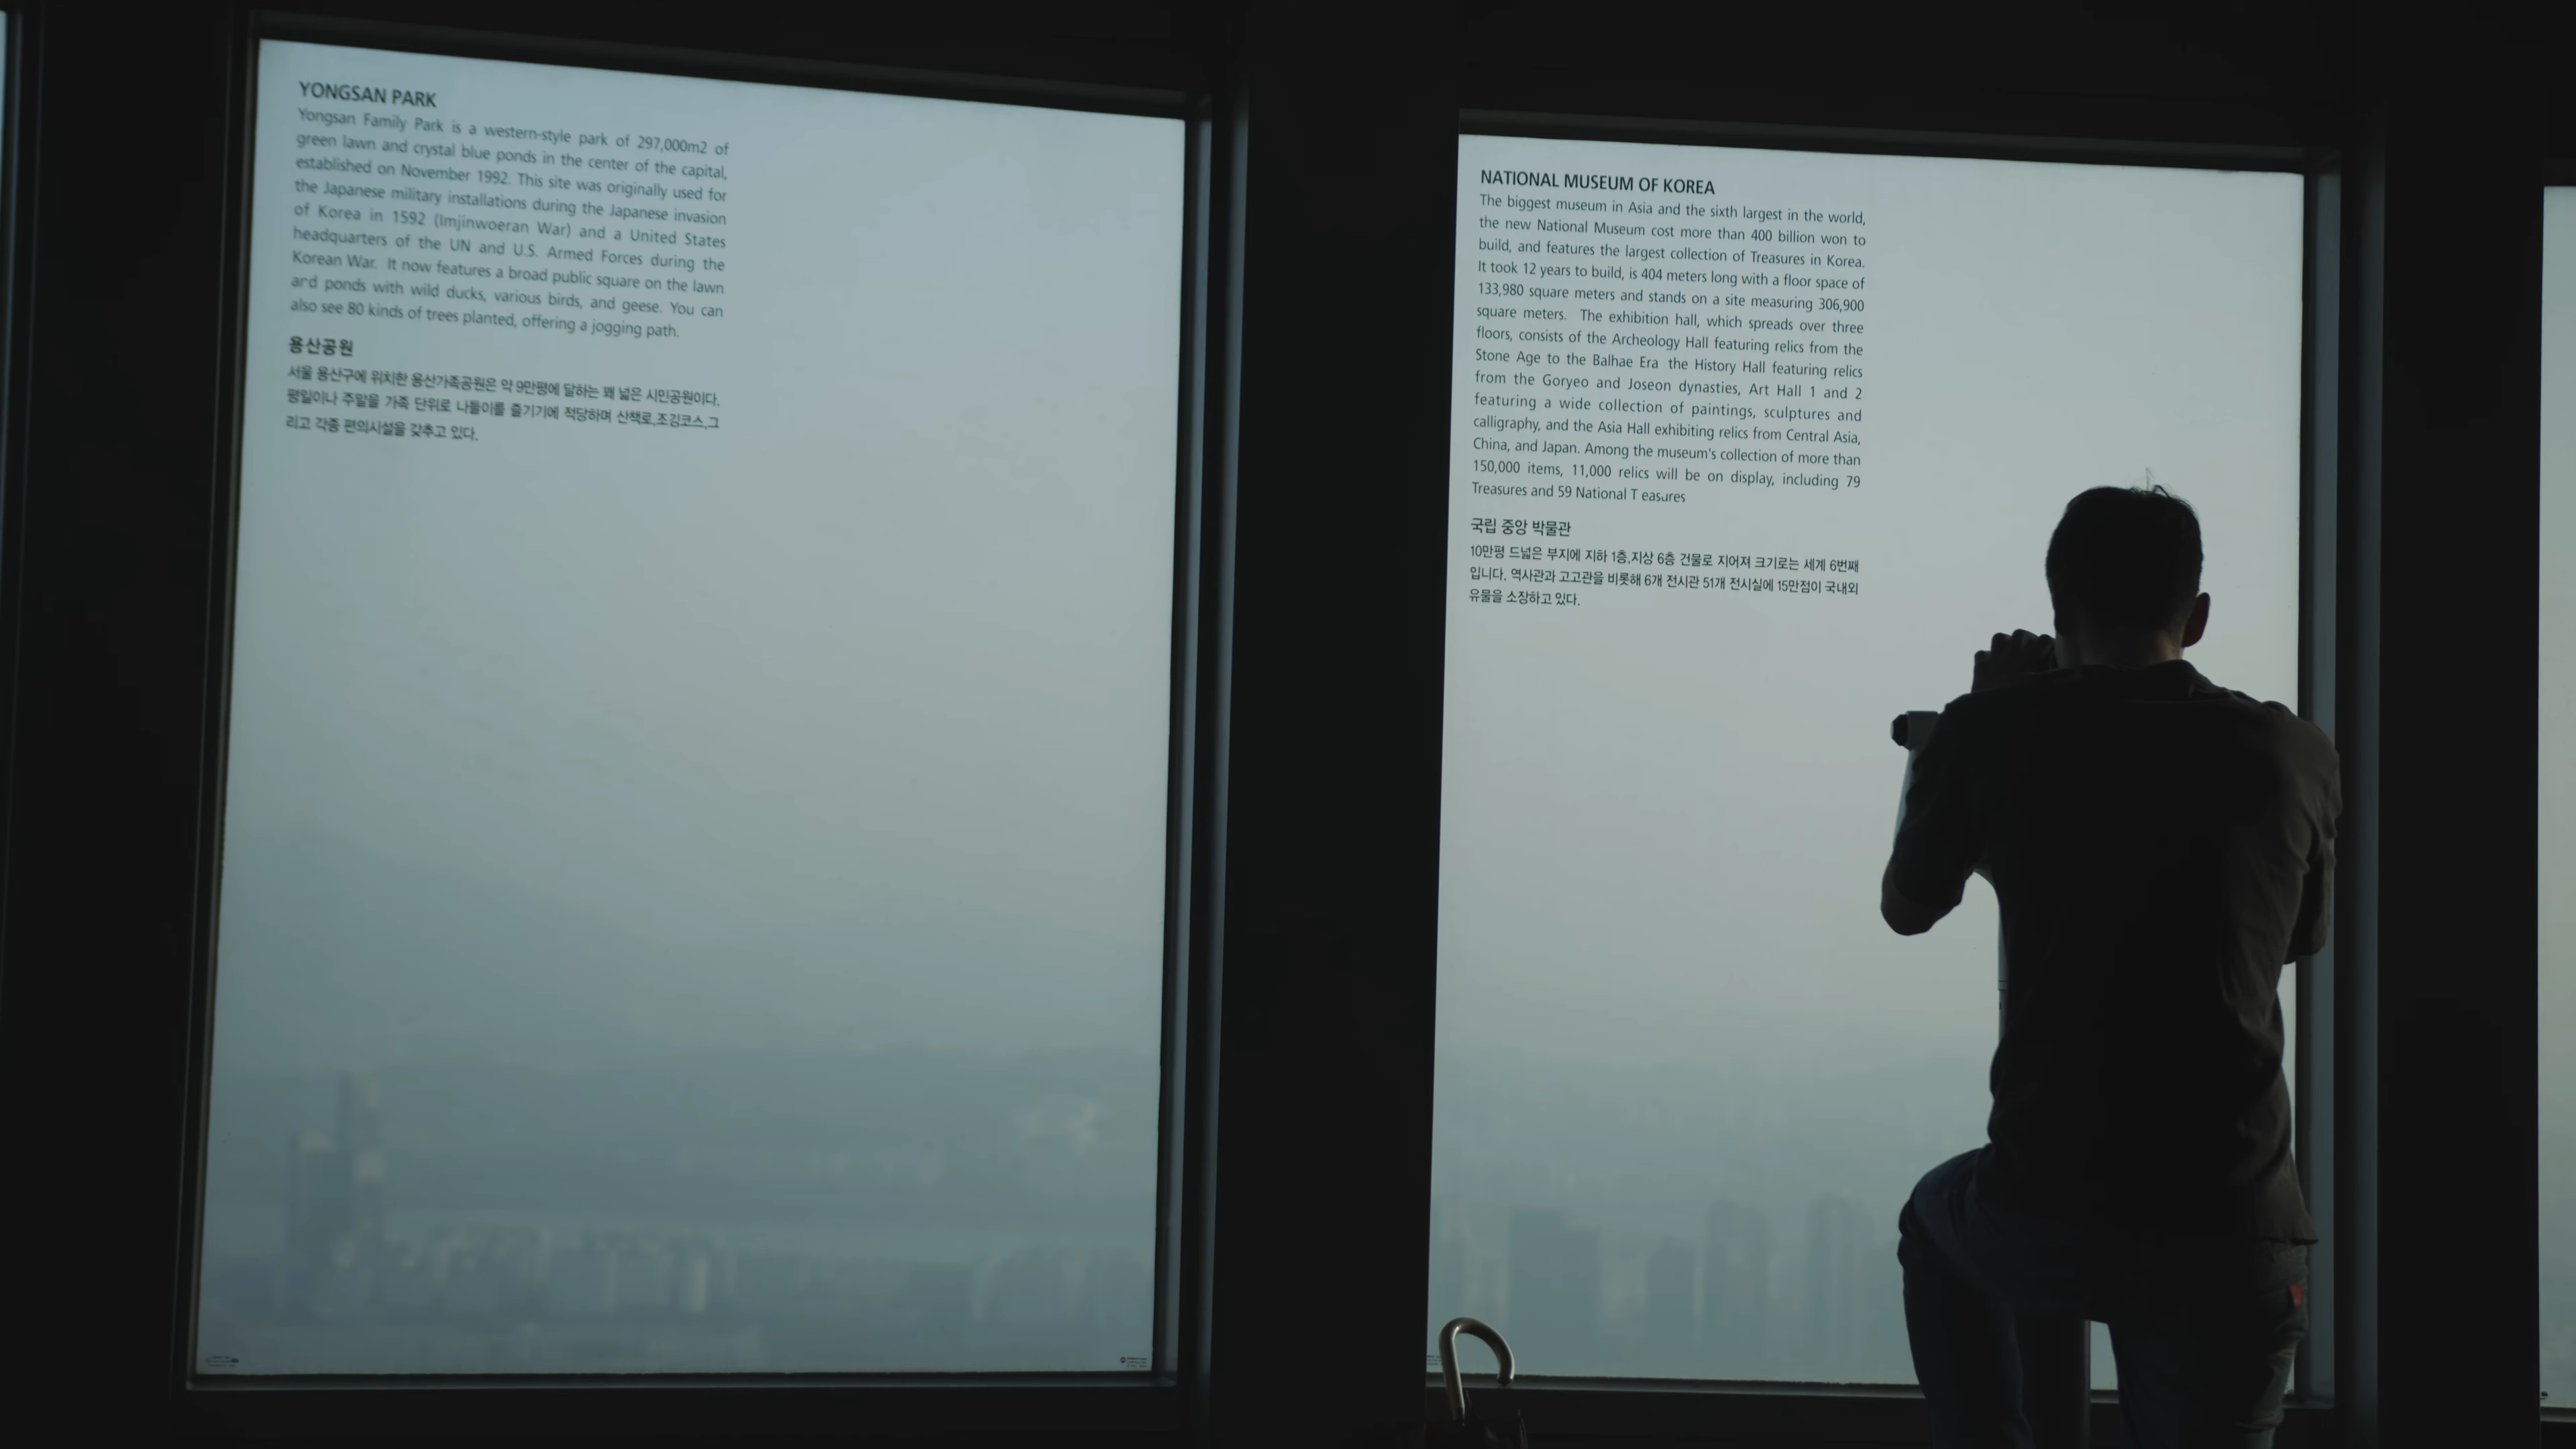 YONGSAN PARK
Yongsan Family Park is a western-style park of 297,000m2 of
green lawn and crystal blue ponds in the center of the capital,
established on November 1992. This site was originally used for
the Japanese military installations during the Japanese invasion
of Korea in 1592 (Imjinwoeran War) and a United States
headquarters of the UN and U.S. Armed Forces during the
Korean War. It now features a broad public square on the lawn
and ponds with wild ducks, various birds, and geese. You can
also see 80 kinds of trees planted, offering a jogging path.
용산공원
서울 용산구에 위치한 용산가족공원은 약 9만평에 달하는 꽤 넓은 시민공원이다.
평일이나 주말을 가족 단위로 나들이를 즐기기에 적당하며 산책로,조깅코스,그
리고 각종 편의시설을 갖추고 있다.
NATIONAL MUSEUM OF KOREA
The biggest museum in Asia and the sixth largest in the world,
the new National Museum cost more than 400 billion won to
build, and features the largest collection of Treasures in Korea.
It took 12 years to build, is 404 meters long with a floor space of
133,980 square meters and stands on a site measuring 306,900
square meters. The exhibition hall, which spreads over three
floors, consists of the Archeology Hall featuring relics from the
Stone Age to the Balhae Era the History Hall featuring relics
from the Goryeo and Joseon dynasties, Art Hall 1 and 2
featuring a wide collection of paintings, sculptures and
calligraphy, and the Asia Hall exhibiting relics from Central Asia,
China, and Japan. Among the museum's collection of more than
150,000 items, 11,000 relics will be on display, including 79
Treasures and 59 National T easures
국립 중앙 박물관
10만평 드넓은 부지에 지하 1층,지상 6층 건물로 지어져 크기로는 세계 6번째
입니다. 역사관과 고고관을 비롯해 6개 전시관 51개 전시실에 15만점이 국내외
유물을 소장하고 있다.